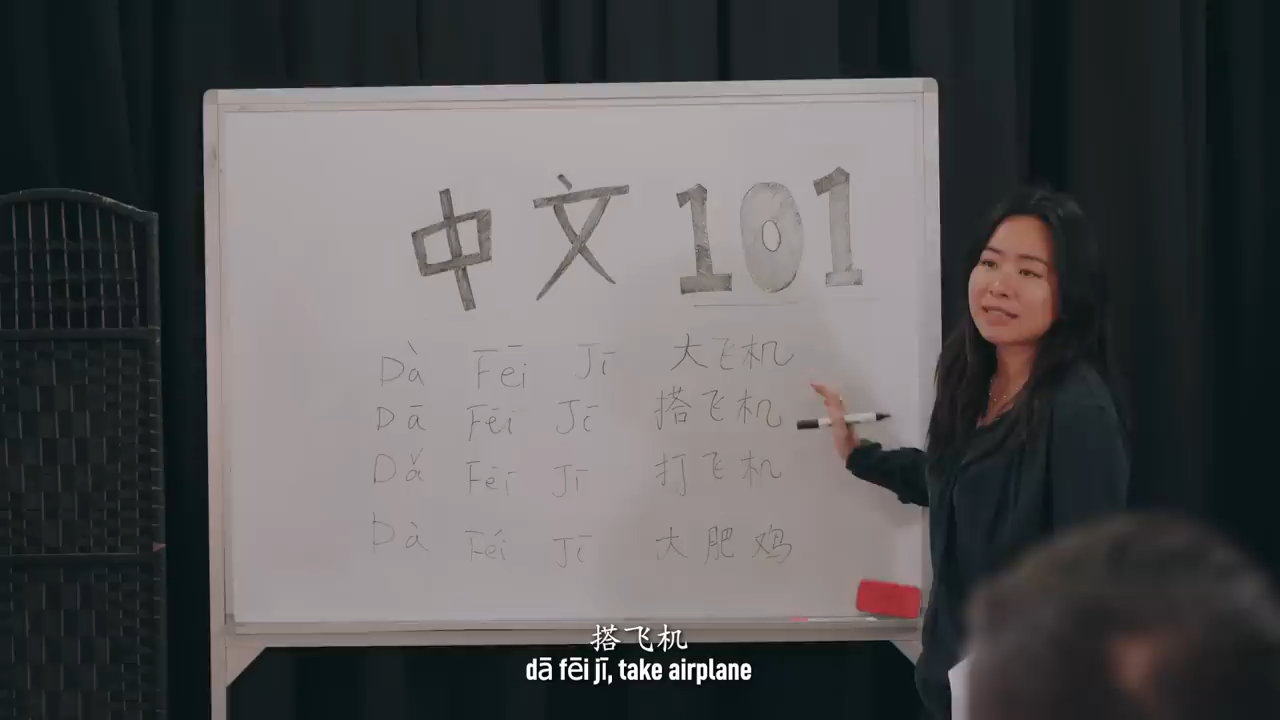 中文 101
Dà Fēi Jī 大飞机
Dā Fēi Jī 搭飞机
Dǎ Fēi Jī 打飞机
Dà Féi Jī 大肥鸡
搭飞机
dā fēi jī, take airplane